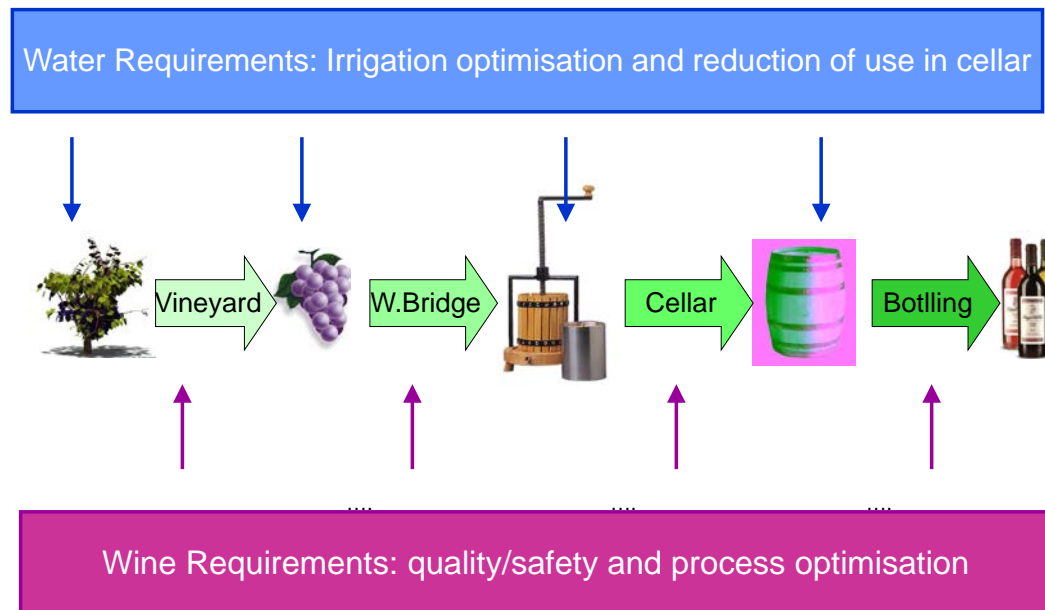 Water Requirements: Irrigation optimisation and reduction of use in cellar
Vineyard
W.Bridge
Cellar
Botlling
....
....
....
Wine Requirements: quality/safety and process optimisation